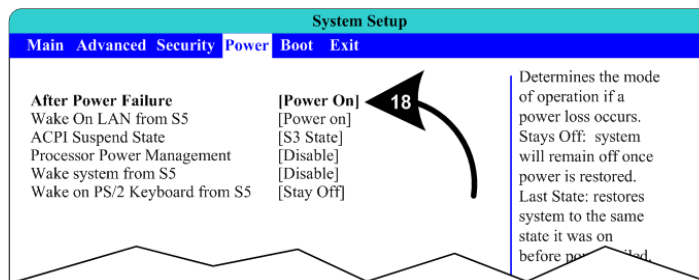 System Setup
Main Advanced Security Power Boot Exit
After Power Failure [Power On]
18
Wake On LAN from S5 [Power on]
ACPI Suspend State [S3 State]
Processor Power Management [Disable]
Wake system from S5 [Disable]
Wake on PS/2 Keyboard from S5 [Stay Off]
Determines the mode
of operation if a
power loss occurs.
Stays Off: system
will remain off once
power is restored.
Last State: restores
system to the same
state it was on
before